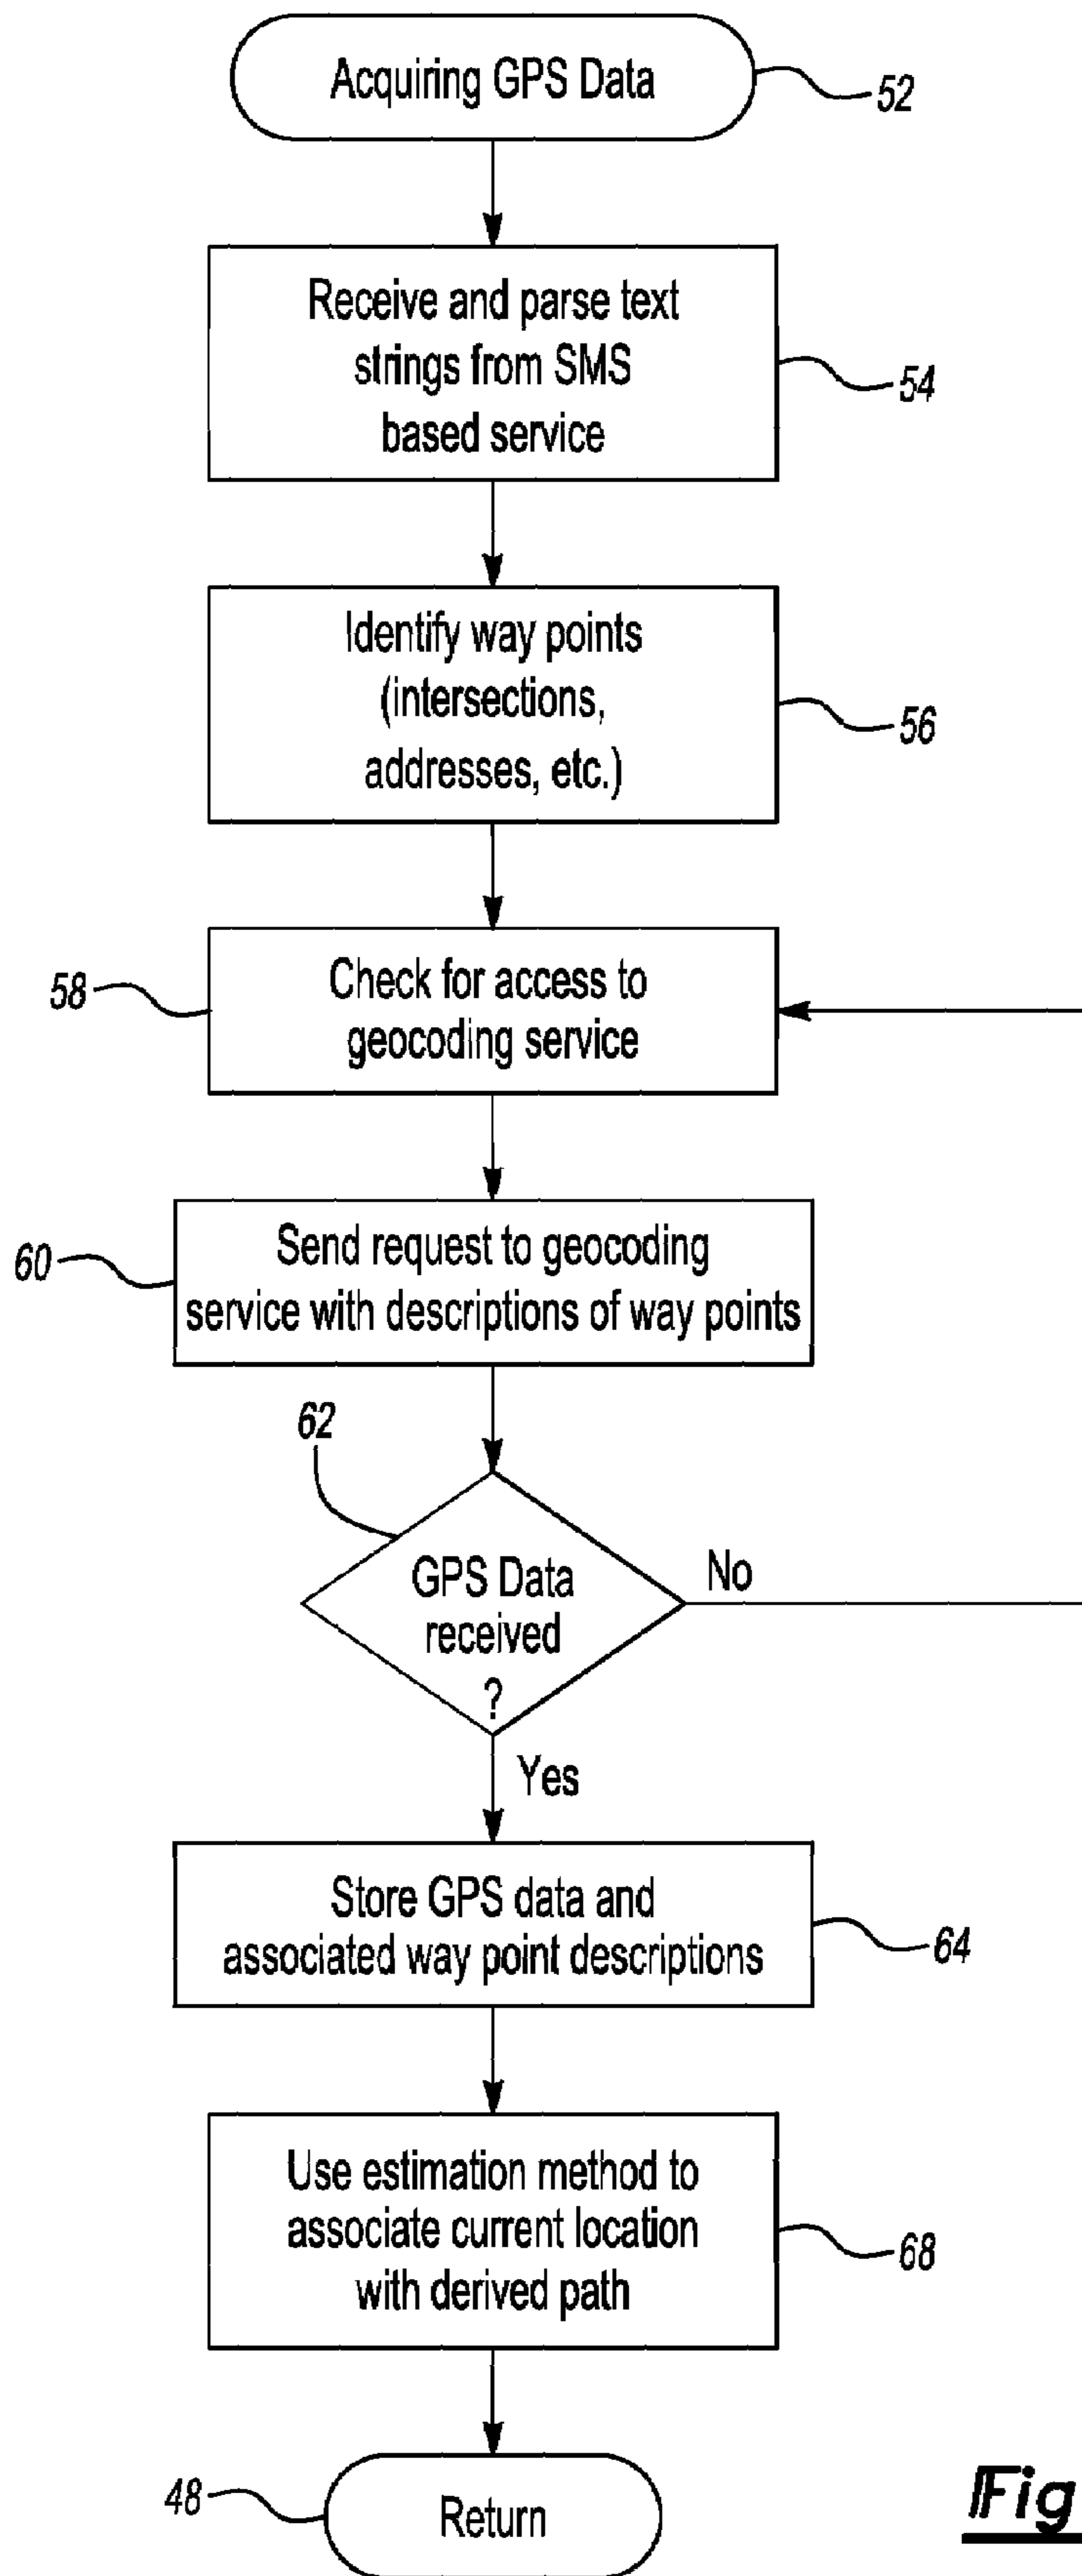 Acquiring GPS Data
52
Receive and parse text
strings from SMS
based service
54
Identify way points
(intersections,
addresses, etc.)
56
58
Check for access to
geocoding service
60
Send request to geocoding
service with descriptions of way points
62
GPS Data
received
?
No
Yes
Store GPS data and
associated way point descriptions
64
Use estimation method to
associate current location
with derived path
68
48
Return
Fig